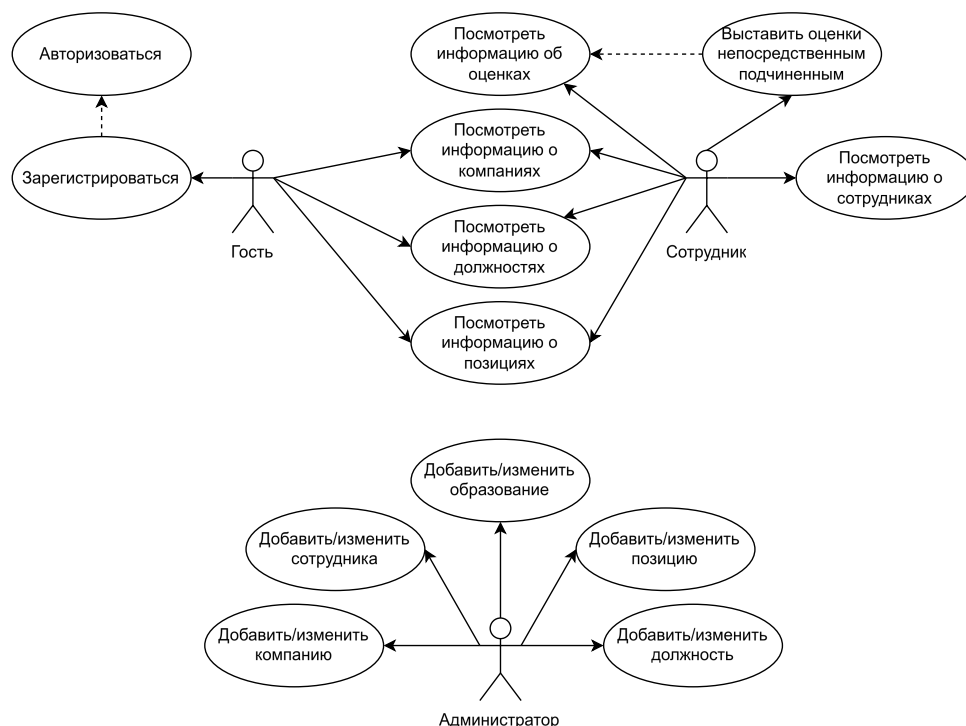 Авторизоваться
Посмотреть
информацию об
оценках
Выставить оценки
непосредственным
подчиненным
Зарегистрироваться
Посмотреть
информацию о
компаниях
Посмотреть
информацию о
сотрудниках
Гость
Посмотреть
информацию о
должностях
Сотрудник
Посмотреть
информацию о
позициях
Добавить/изменить
образование
Добавить/изменить
сотрудника
Добавить/изменить
позицию
Добавить/изменить
компанию
Добавить/изменить
должность
Администратор